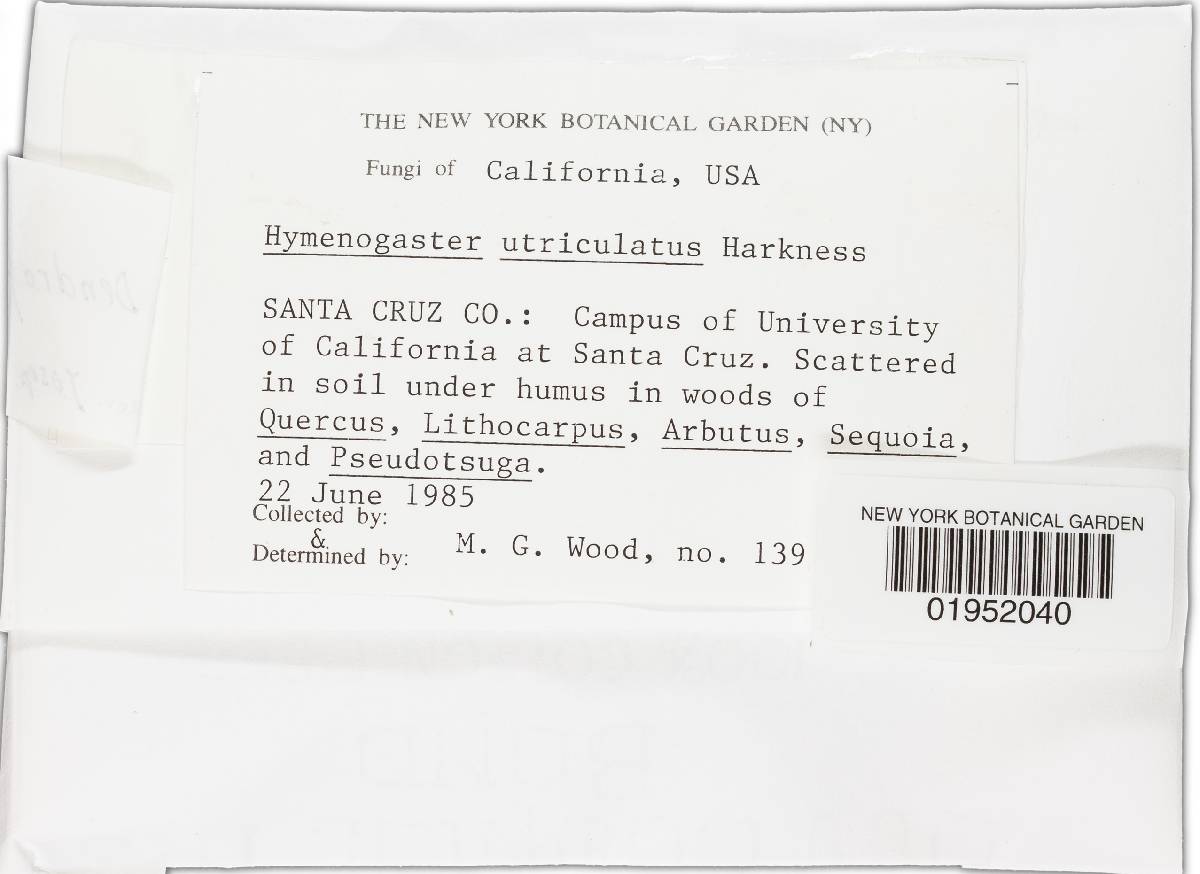 THE NEW YORK BOTANICAL GARDEN (NY)
Fungi of California, USA
Hymenogaster utriculatus Harkness
SANTA CRUZ CO.: Campus of University
of California at Santa Cruz. Scattered
in soil under humus in woods of
Quercus, Lithocarpus, Arbutus, Sequoia,
and Pseudotsuga.
22 June 1985
Collected by:
&
Determined by: M. G. Wood, no. 139
NEW YORK BOTANICAL GARDEN
01952040